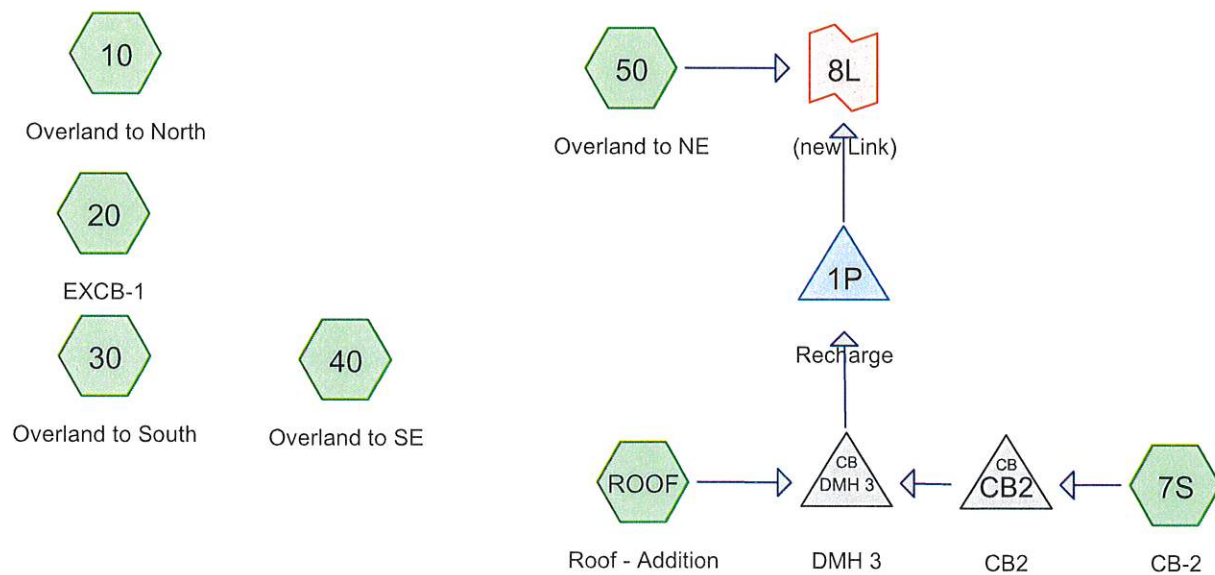 10
Overland to North
20
EXCB-1
30
Overland to South
40
Overland to SE
50
Overland to NE
8L
(new Link)
1P
Recharge
ROOF
Roof - Addition
CB
DMH 3
DMH 3
CB
CB2
CB2
7S
CB-2